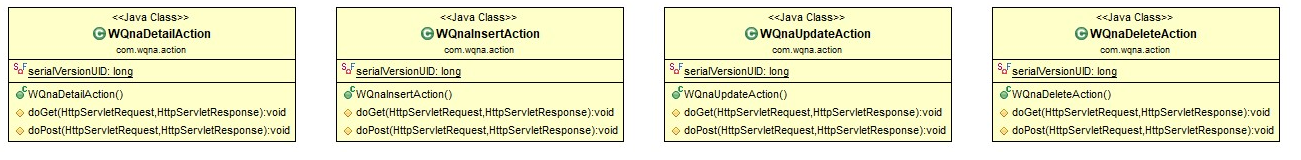 <<Java Class>>
WQnaDetailAction
com.wqna.action
serialVersionUID: long
WQnaDetailAction()
doGet(HttpServletRequest,HttpServletResponse):void
doPost(HttpServletRequest,HttpServletResponse):void
<<Java Class>>
WQnaInsertAction
com.wqna.action
serialVersionUID: long
WQnaInsertAction()
doGet(HttpServletRequest,HttpServletResponse):void
doPost(HttpServletRequest,HttpServletResponse):void
<<Java Class>>
WQnaUpdateAction
com.wqna.action
serialVersionUID: long
WQnaUpdateAction()
doGet(HttpServletRequest,HttpServletResponse):void
doPost(HttpServletRequest,HttpServletResponse):void
<<Java Class>>
WQnaDeleteAction
com.wqna.action
serialVersionUID: long
WQnaDeleteAction()
doGet(HttpServletRequest,HttpServletResponse):void
doPost(HttpServletRequest,HttpServletResponse):void